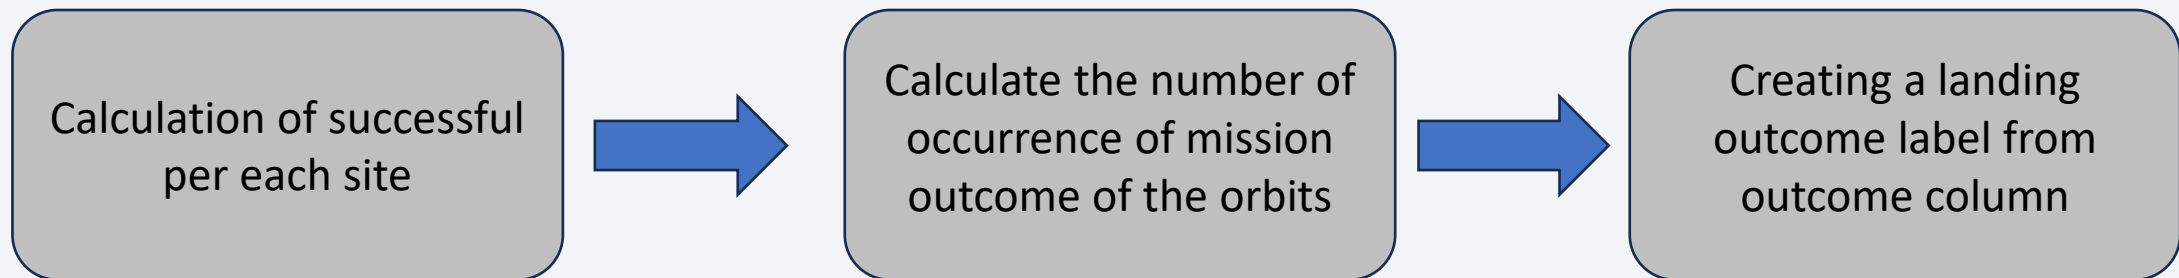 Calculation of successful
per each site
Calculate the number of
occurrence of mission
outcome of the orbits
Creating a landing
outcome label from
outcome column